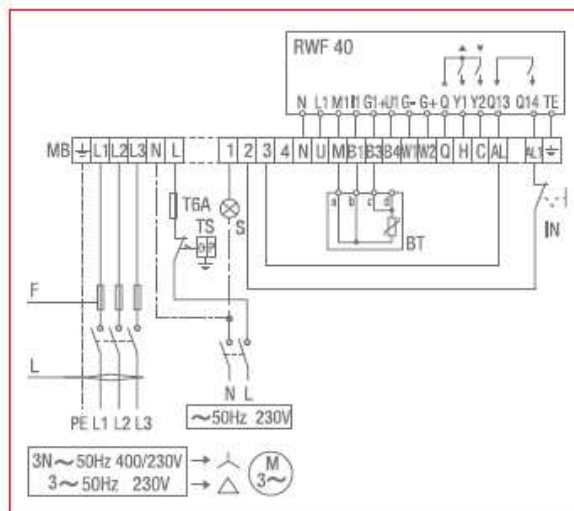 RWF 40
N L1 M1 I1 G1+ U1 G- G+ Q Y1 Y2 Q13 Q14 TE
MB L1 L2 L3 N L 1 2 3 4 N U M B1 B3 B4 W1 W2 Q H C AL AL1
T6A
TS
S
a b c d
BT
IN
F
L
N L
~50Hz 230V
PE L1 L2 L3
3N~50Hz 400/230V
3~50Hz 230V
M
3~